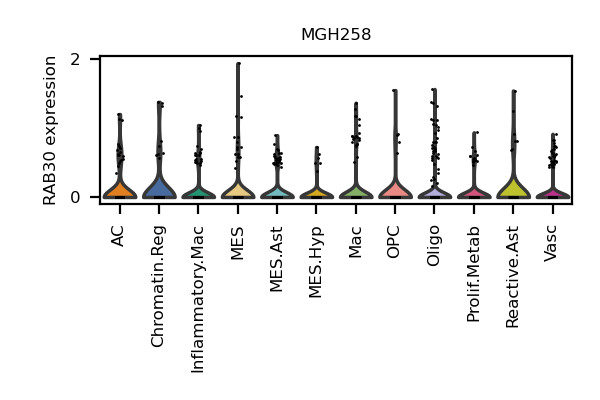 MGH258
RAB30 expression
2
0
AC
Chromatin.Reg
Inflammatory.Mac
MES
MES.Ast
MES.Hyp
Mac
OPC
Oligo
Prolif.Metab
Reactive.Ast
Vasc